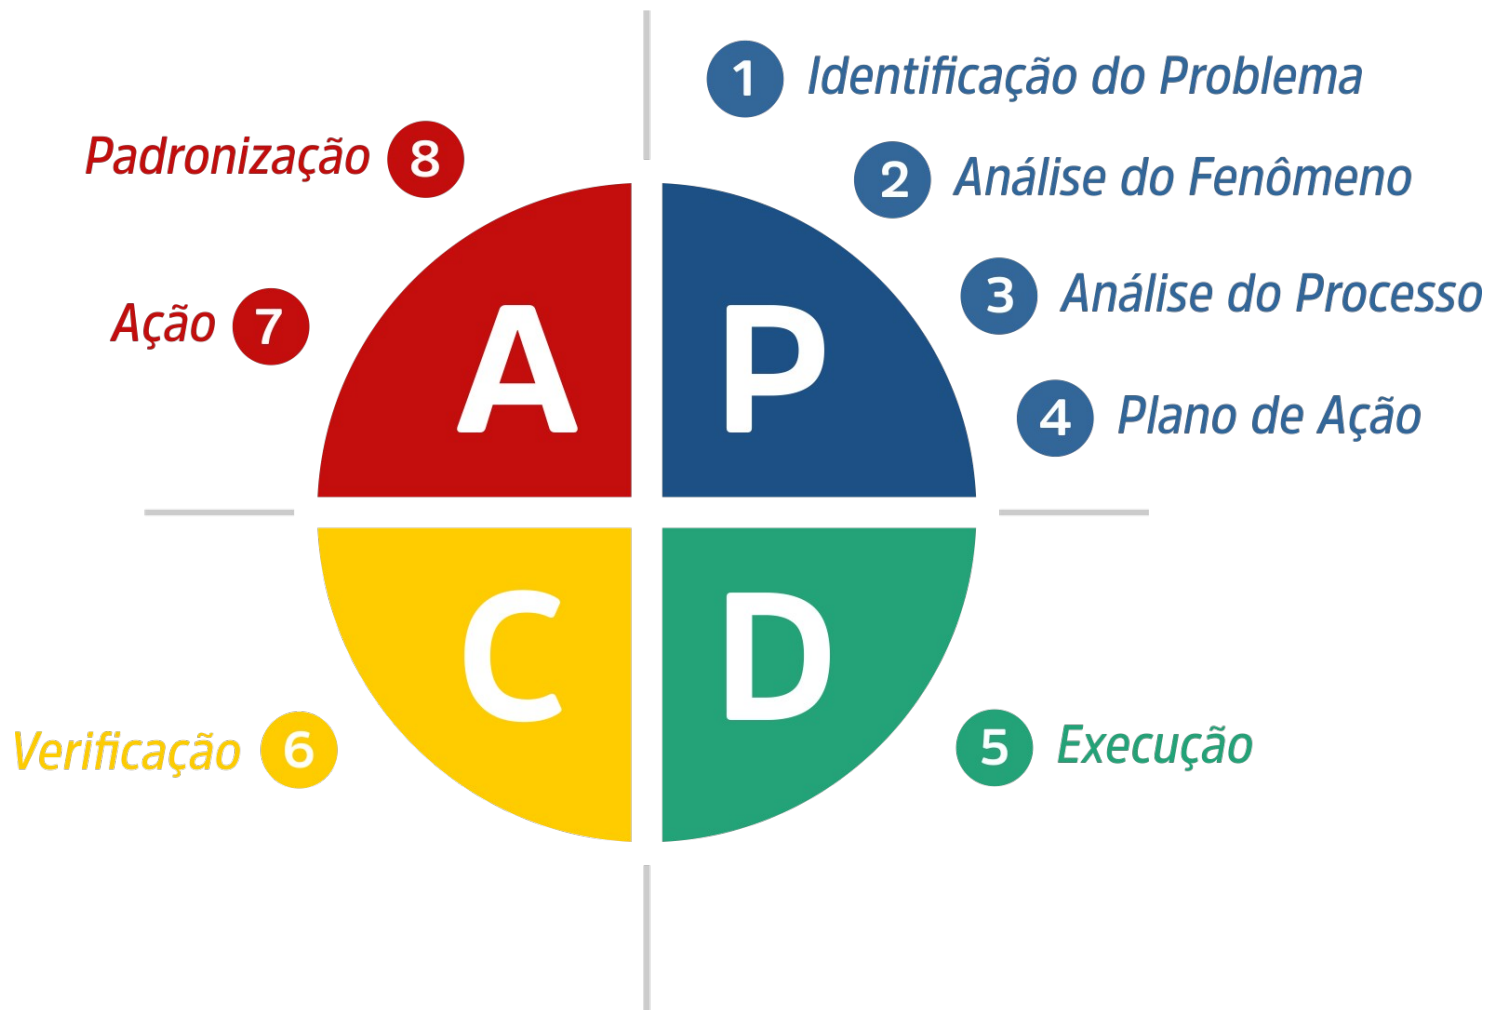 1 Identificação do Problema
2 Análise do Fenômeno
3 Análise do Processo
4 Plano de Ação
5 Execução
Verificação 6
Ação 7
Padronização 8
A P
C D